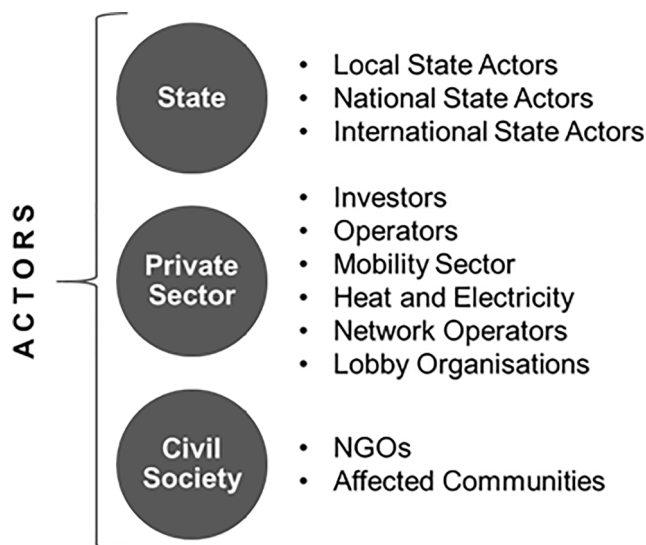 ACTORS
State
• Local State Actors
• National State Actors
• International State Actors
Private
Sector
• Investors
• Operators
• Mobility Sector
• Heat and Electricity
• Network Operators
• Lobby Organisations
Civil
Society
• NGOs
• Affected Communities